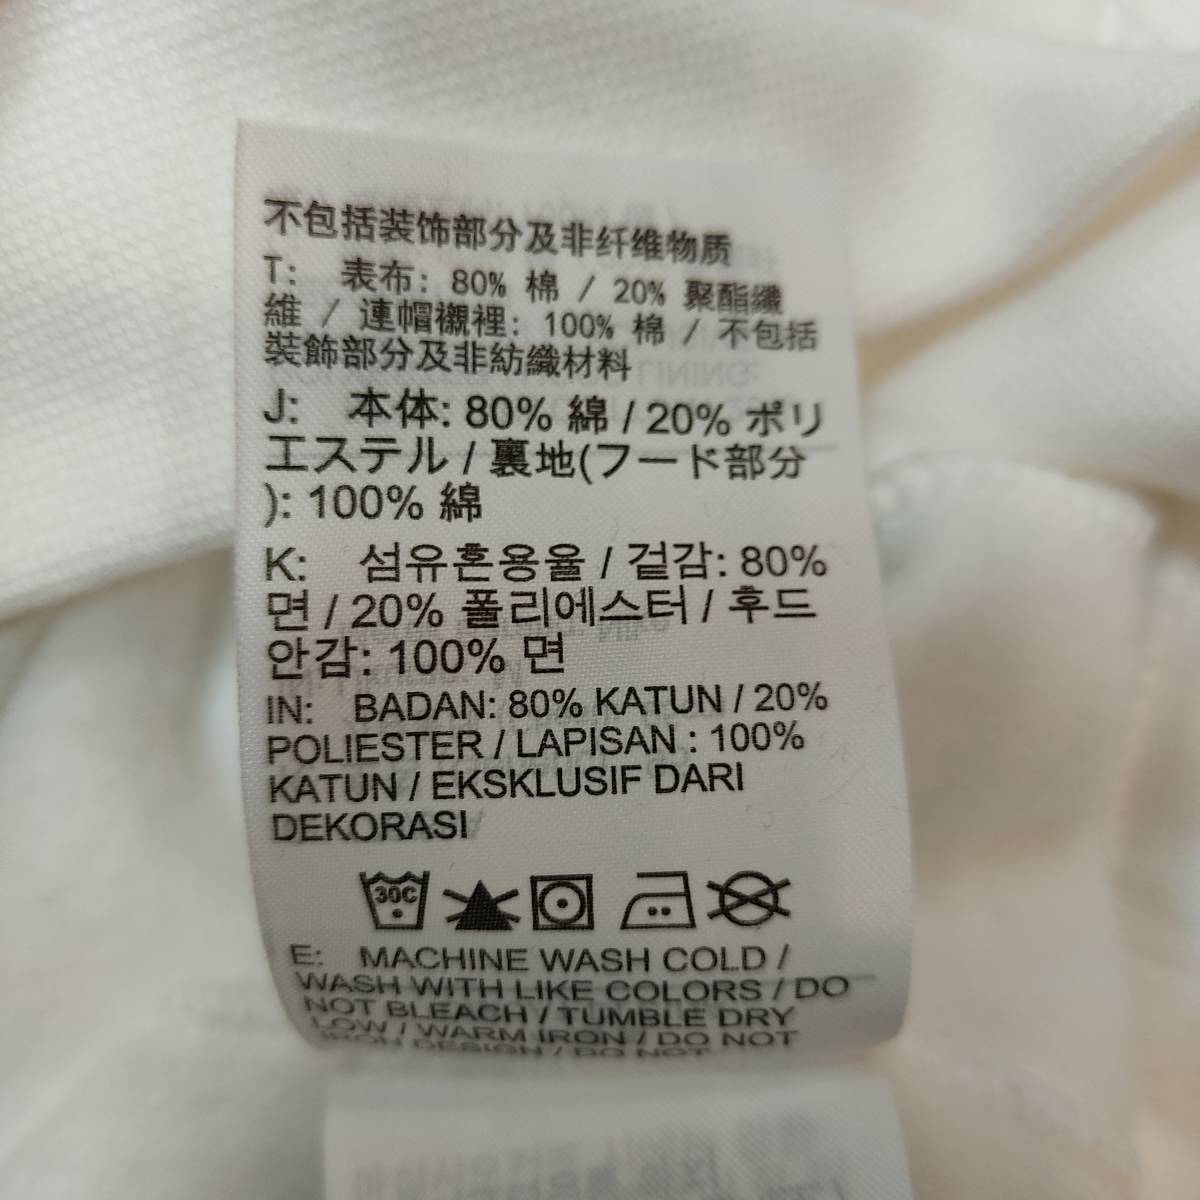 不包括装饰部分及非纤维物质
T: 表布: 80% 棉 / 20% 聚酯纖
維 / 連帽襯裡: 100% 棉 / 不包括
裝飾部分及非紡織材料
J: 本体: 80% 綿 / 20% ポリ
エステル / 裏地(フード部分
): 100% 綿
K: 섬유혼용율 / 겉감: 80%
면 / 20% 폴리에스터 / 후드
안감: 100% 면
IN: BADAN: 80% KATUN / 20%
POLIESTER / LAPISAN : 100%
KATUN / EKSKLUSIF DARI
DEKORASI
30C
E: MACHINE WASH COLD /
WASH WITH LIKE COLORS / DO
NOT BLEACH / TUMBLE DRY
LOW / WARM IRON / DO NOT
IRON DESIGN / DO NOT